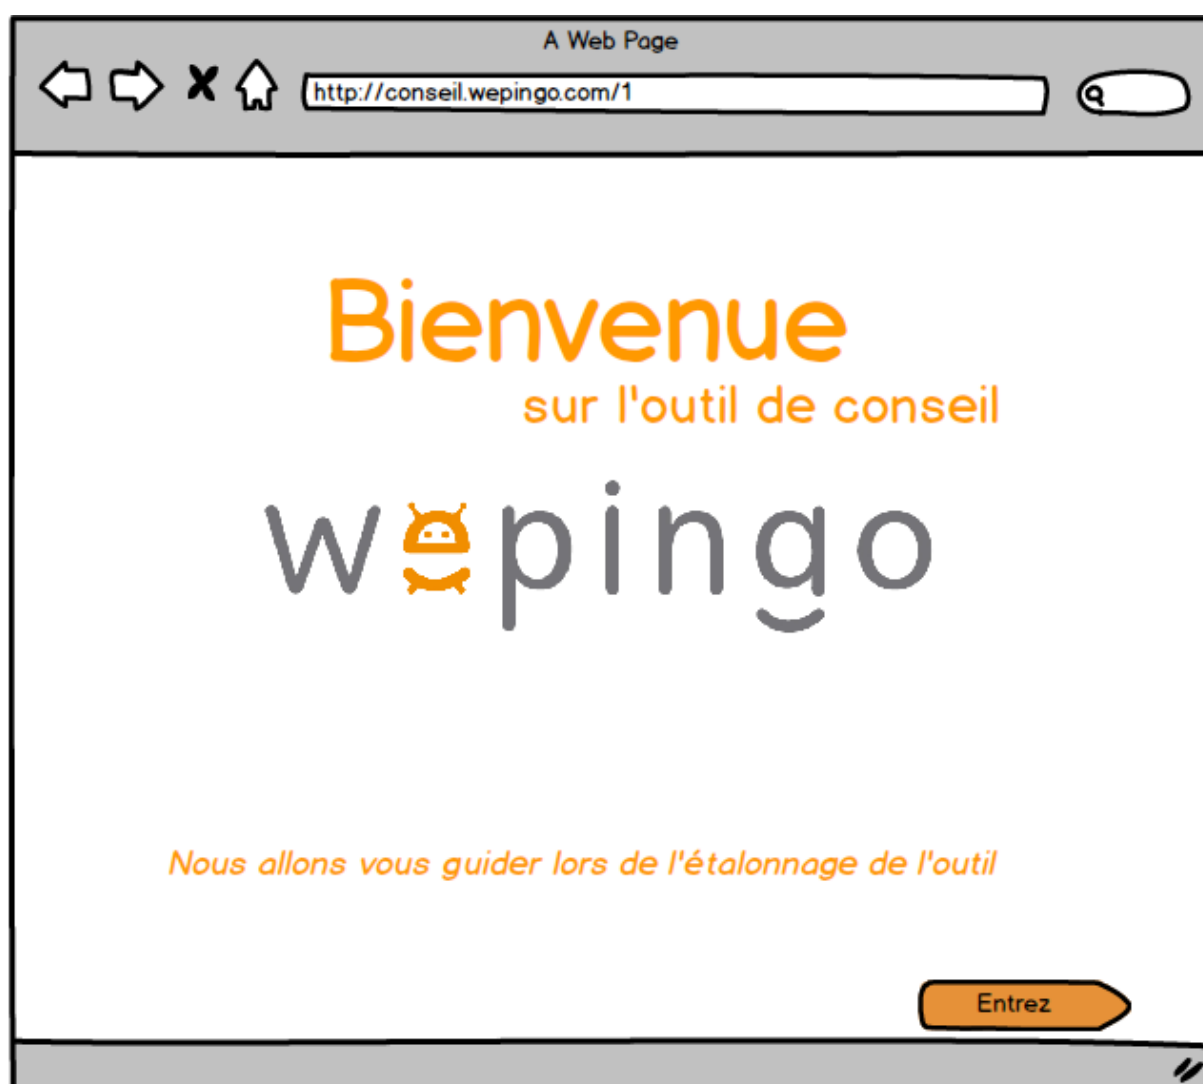 A Web Page
http://conseil.wepingo.com/1
Bienvenue
sur l'outil de conseil
wepingo
Nous allons vous guider lors de l'étalonnage de l'outil
Entrez